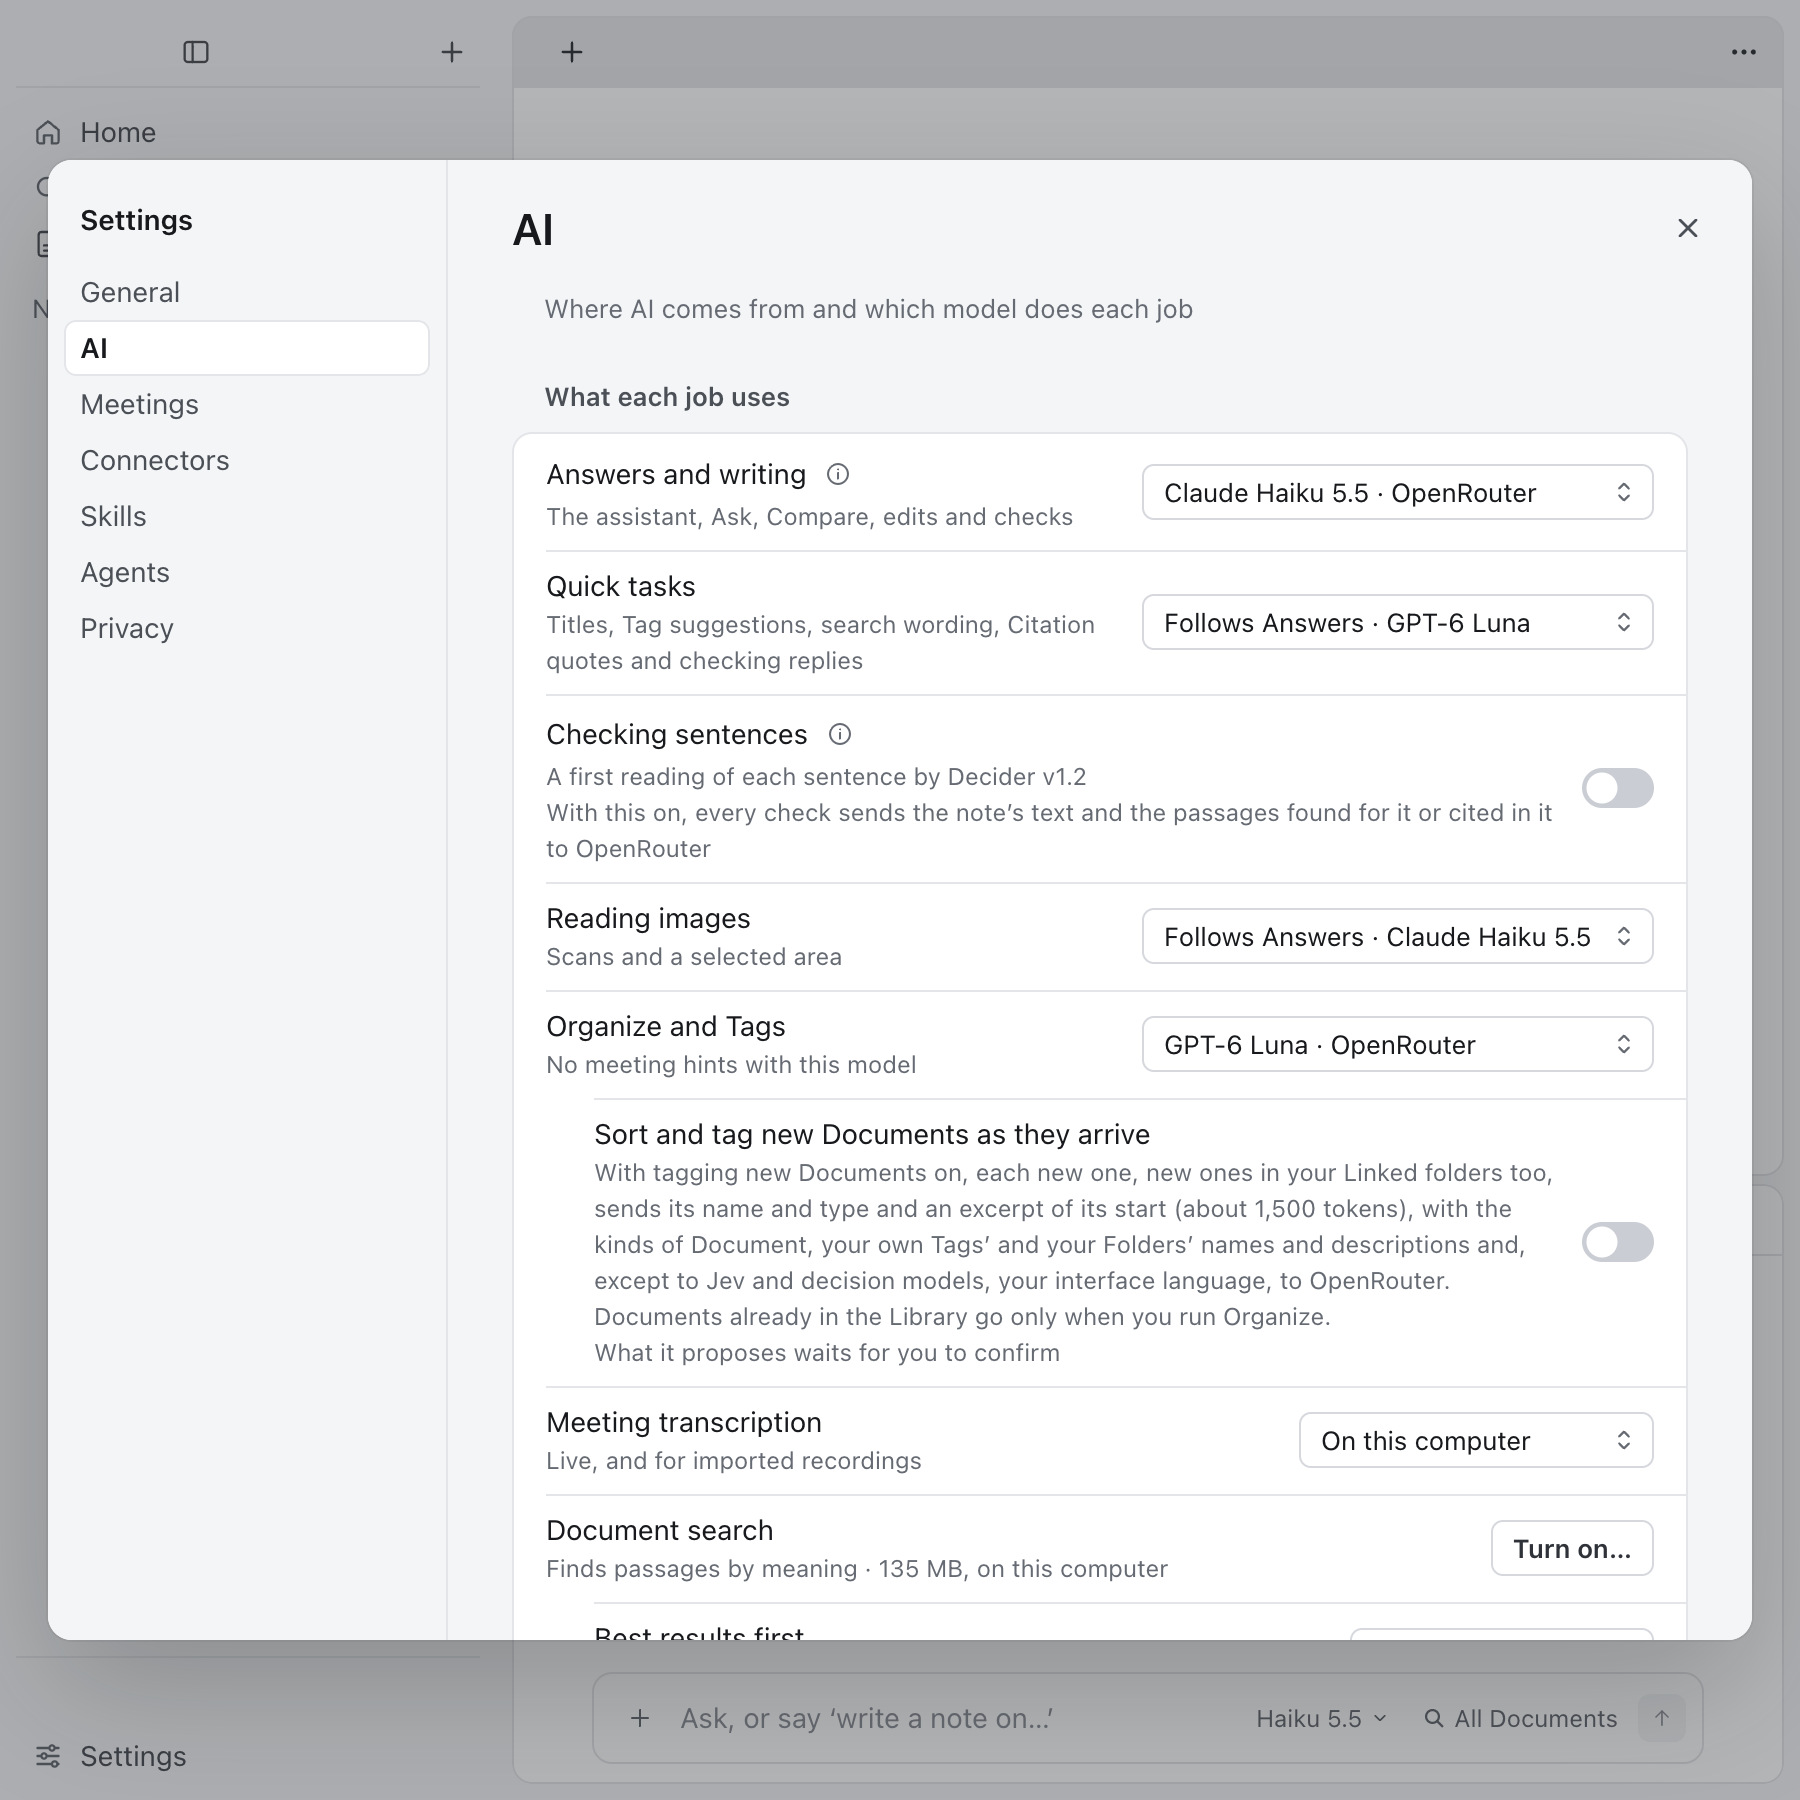 Home
Settings
General
AI
Meetings
Connectors
Skills
Agents
Privacy
AI
Where AI comes from and which model does each job
What each job uses
Answers and writing
The assistant, Ask, Compare, edits and checks
Claude Haiku 5.5 · OpenRouter
Quick tasks
Titles, Tag suggestions, search wording, Citation
quotes and checking replies
Follows Answers · GPT-6 Luna
Checking sentences
A first reading of each sentence by Decider v1.2
With this on, every check sends the note’s text and the passages found for it or cited in it
to OpenRouter
Reading images
Scans and a selected area
Follows Answers · Claude Haiku 5.5
Organize and Tags
No meeting hints with this model
GPT-6 Luna · OpenRouter
Sort and tag new Documents as they arrive
With tagging new Documents on, each new one, new ones in your Linked folders too,
sends its name and type and an excerpt of its start (about 1,500 tokens), with the
kinds of Document, your own Tags’ and your Folders’ names and descriptions and,
except to Jev and decision models, your interface language, to OpenRouter.
Documents already in the Library go only when you run Organize.
What it proposes waits for you to confirm
Meeting transcription
Live, and for imported recordings
On this computer
Document search
Finds passages by meaning · 135 MB, on this computer
Turn on...
Best results first
Ask, or say ‘write a note on...’
Haiku 5.5
All Documents
Settings